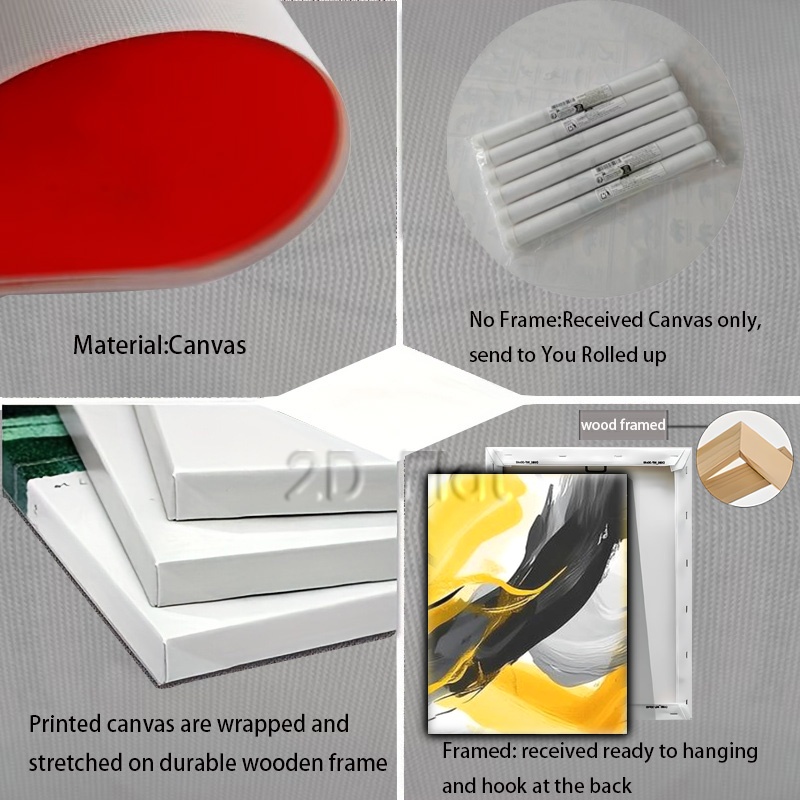 Material:Canvas
No Frame:Received Canvas only,
send to You Rolled up
wood framed
2D Flat
Printed canvas are wrapped and
stretched on durable wooden frame
Framed: received ready to hanging
and hook at the back